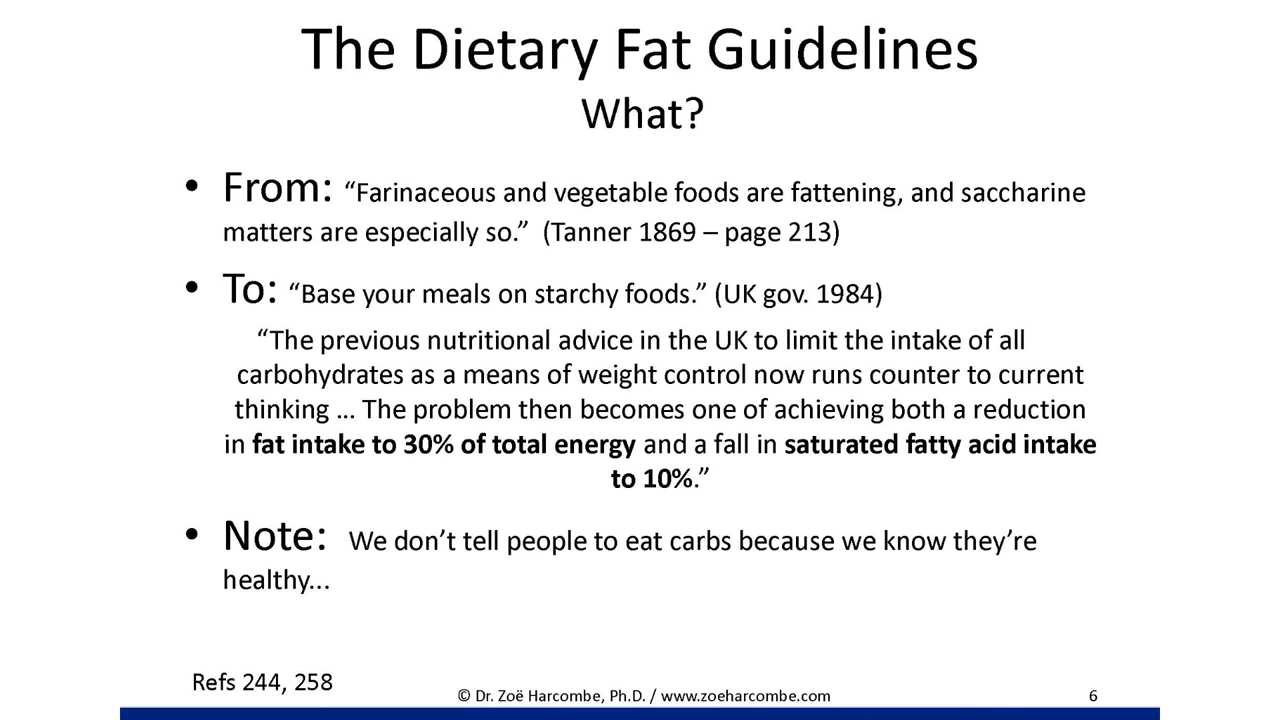 The Dietary Fat Guidelines
What?
• From: “Farinaceous and vegetable foods are fattening, and saccharine
matters are especially so.” (Tanner 1869 – page 213)
• To: “Base your meals on starchy foods.” (UK gov. 1984)
“The previous nutritional advice in the UK to limit the intake of all
carbohydrates as a means of weight control now runs counter to current
thinking ... The problem then becomes one of achieving both a reduction
in fat intake to 30% of total energy and a fall in saturated fatty acid intake
to 10%.”
• Note: We don’t tell people to eat carbs because we know they’re
healthy...
Refs 244, 258
© Dr. Zoë Harcombe, Ph.D. / www.zoeharcombe.com
6